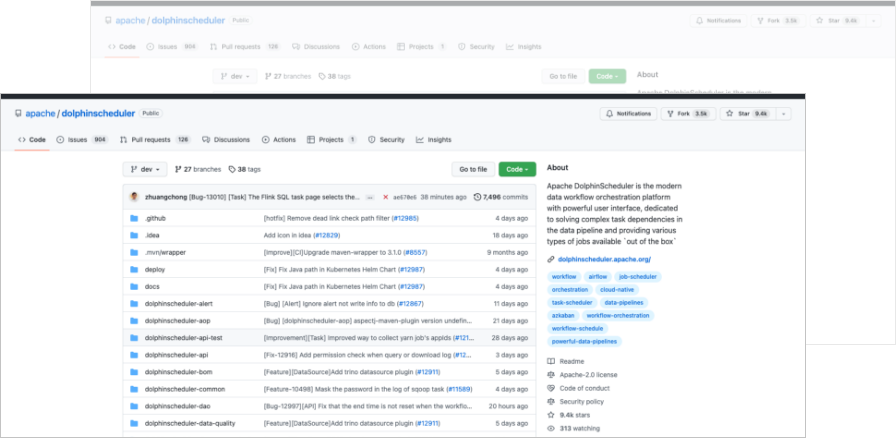 apache / dolphinscheduler Public Notifications Fork 3.5k Star 9.4k
Code Issues 904 Pull requests 126 Discussions Actions Projects 1 Security Insights
dev 27 branches 38 tags Go to file Code About
Apache DolphinScheduler is the modern
apache / dolphinscheduler Public Notifications Fork 3.5k Star 9.4k
Code Issues 904 Pull requests 126 Discussions Actions Projects 1 Security Insights
dev 27 branches 38 tags Go to file Code
zhuangchong [Bug-13010] [Task] The Flink SQL task page selects the... 38 minutes ago 7,496 commits
.github [hotfix] Remove dead link check path filter (#12985) 4 days ago
.idea Add icon in idea (#12829) 18 days ago
.mvn/wrapper [Improve][CI]Upgrade maven-wrapper to 3.1.0 (#8557) 9 months ago
deploy [Fix] Fix Java path in Kubernetes Helm Chart (#12987) 4 days ago
docs [Fix] Fix Java path in Kubernetes Helm Chart (#12987) 4 days ago
dolphinscheduler-alert [Bug] [Alert] Ignore alert not write info to db (#12867) 11 days ago
dolphinscheduler-aop [Bug] [dolphinscheduler-aop] aspectj-maven-plugin version undefin... 21 days ago
dolphinscheduler-api-test [Improvement][Task] Improved way to collect yarn job's appids (#121... 28 days ago
dolphinscheduler-api [Fix-12916] Add permission check when query or download log (#12... 3 days ago
dolphinscheduler-bom [Feature][DataSource]Add trino datasource plugin (#12911) 5 days ago
dolphinscheduler-common [Feature-10498] Mask the password in the log of sqoop task (#11589) 4 days ago
dolphinscheduler-dao [Bug-12997][API] Fix that the end time is not reset when the workflo... 20 hours ago
dolphinscheduler-data-quality [Feature][DataSource]Add trino datasource plugin (#12911) 5 days ago
About
Apache DolphinScheduler is the modern
data workflow orchestration platform
with powerful user interface, dedicated
to solving complex task dependencies in
the data pipeline and providing various
types of jobs available `out of the box`
dolphinscheduler.apache.org/
workflow airflow job-scheduler
orchestration cloud-native
task-scheduler data-pipelines
azkaban workflow-orchestration
workflow-schedule
powerful-data-pipelines
Readme
Apache-2.0 license
Code of conduct
Security policy
9.4k stars
313 watching